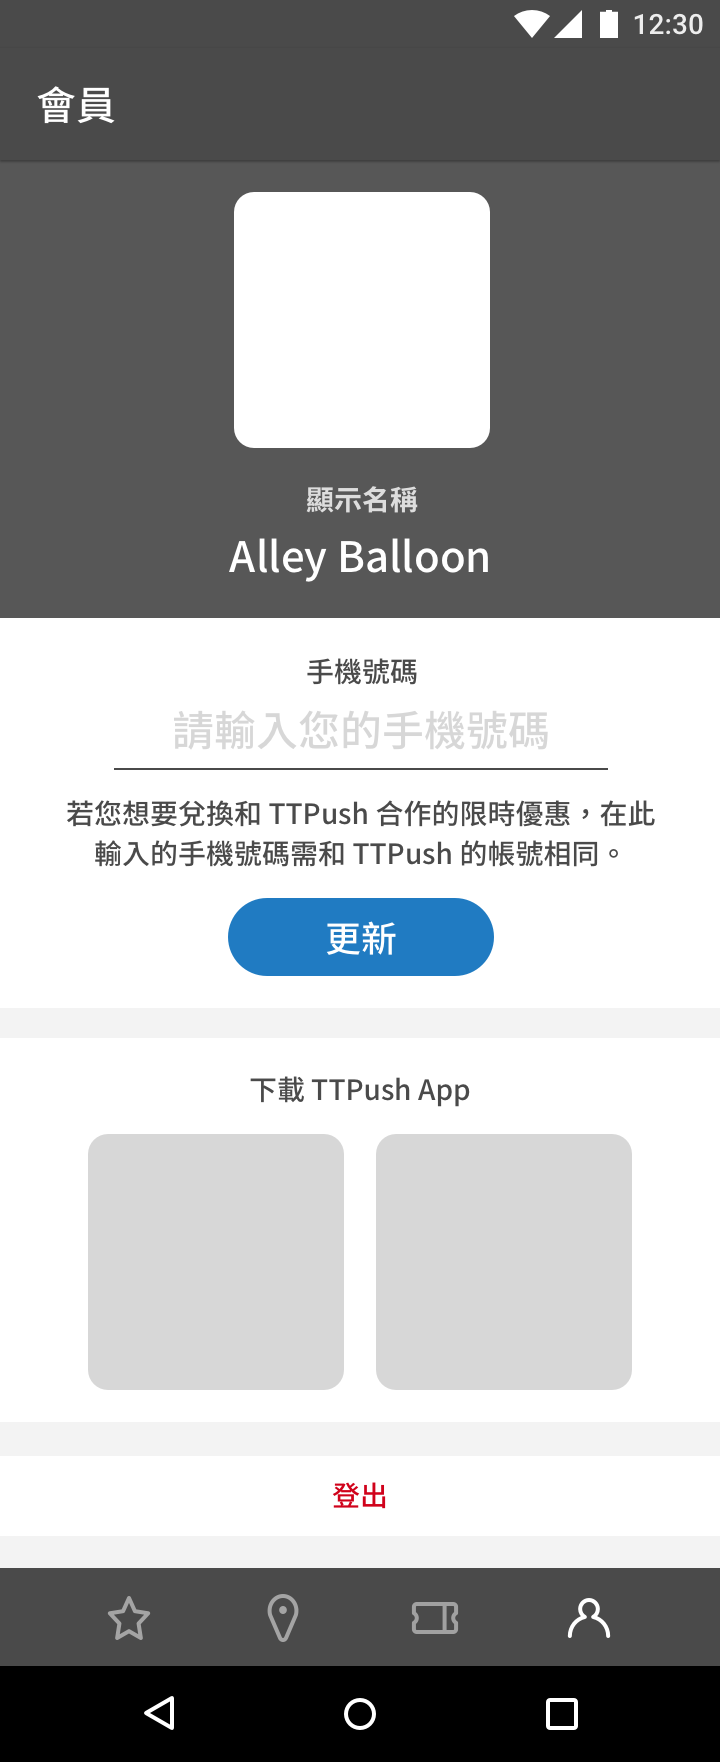 12:30
會員
顯示名稱
Alley Balloon
手機號碼
請輸入您的手機號碼
若您想要兌換和 TTPush 合作的限時優惠，在此
輸入的手機號碼需和 TTPush 的帳號相同。
更新
下載 TTPush App
登出